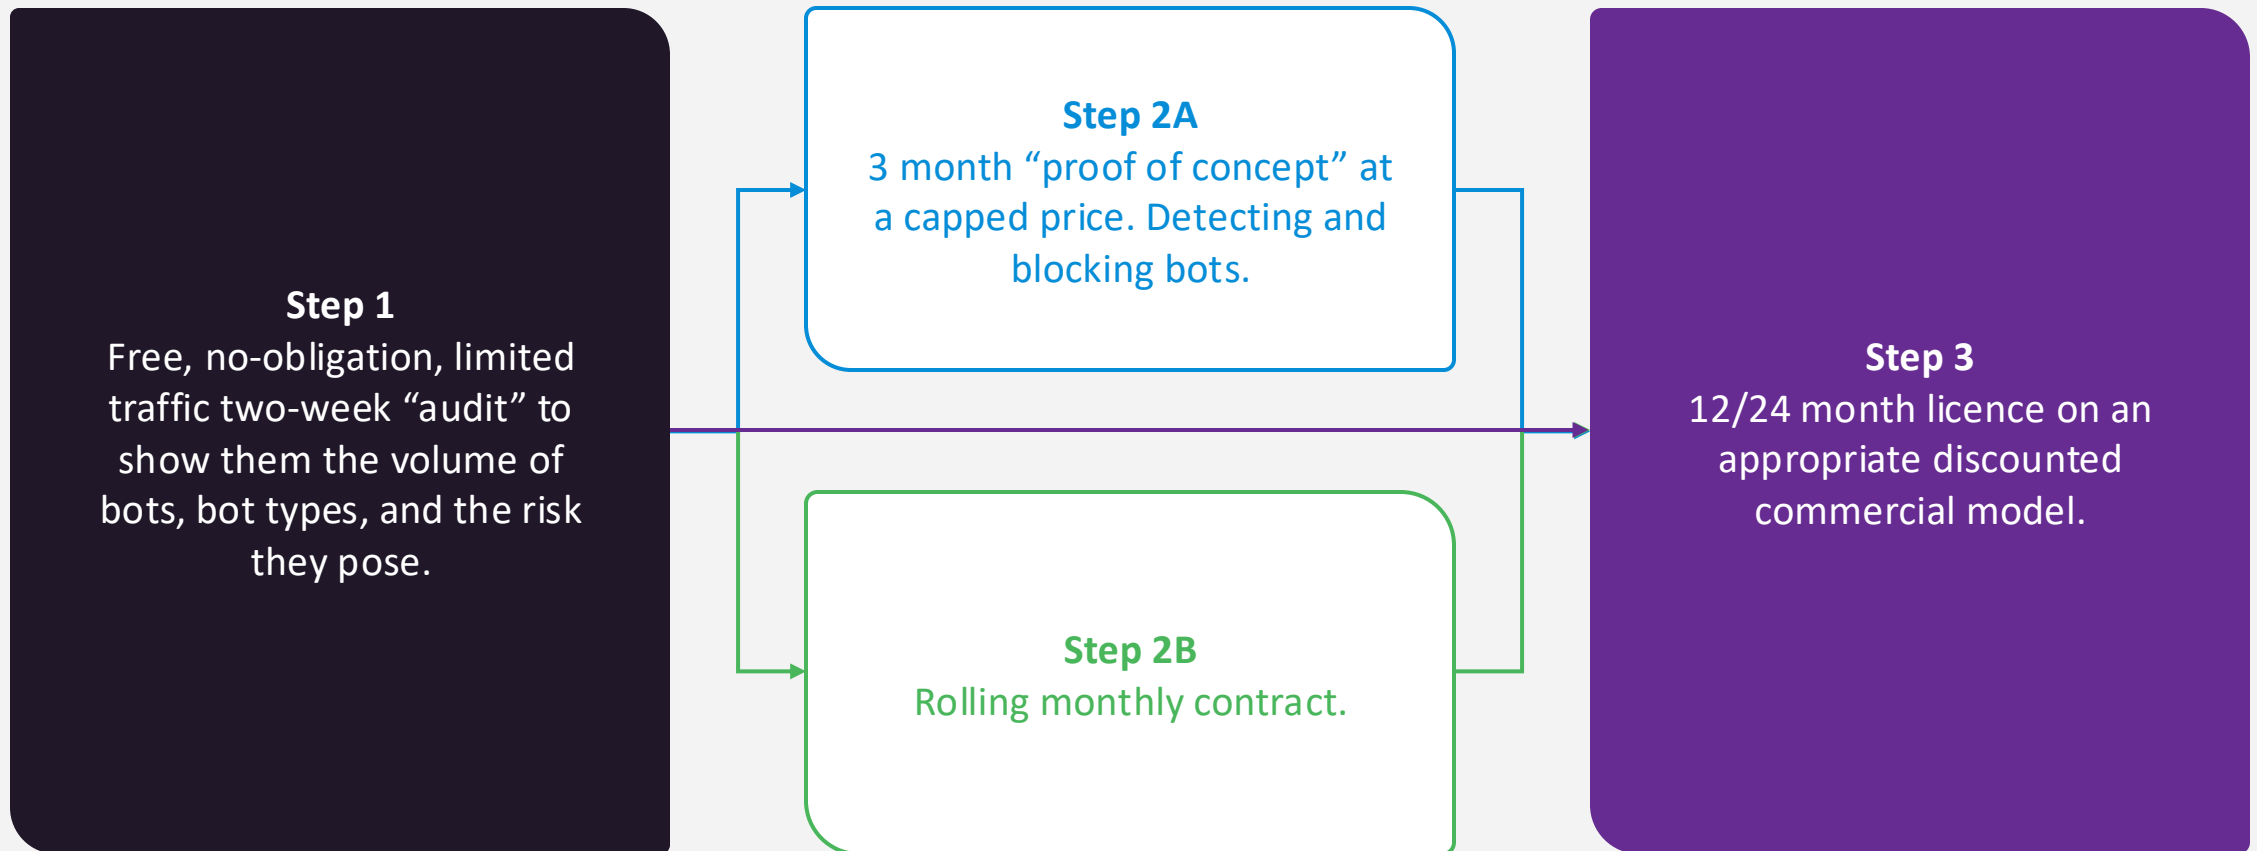 Step 1
Free, no-obligation, limited
traffic two-week “audit” to
show them the volume of
bots, bot types, and the risk
they pose.
Step 2A
3 month “proof of concept” at
a capped price. Detecting and
blocking bots.
Step 2B
Rolling monthly contract.
Step 3
12/24 month licence on an
appropriate discounted
commercial model.